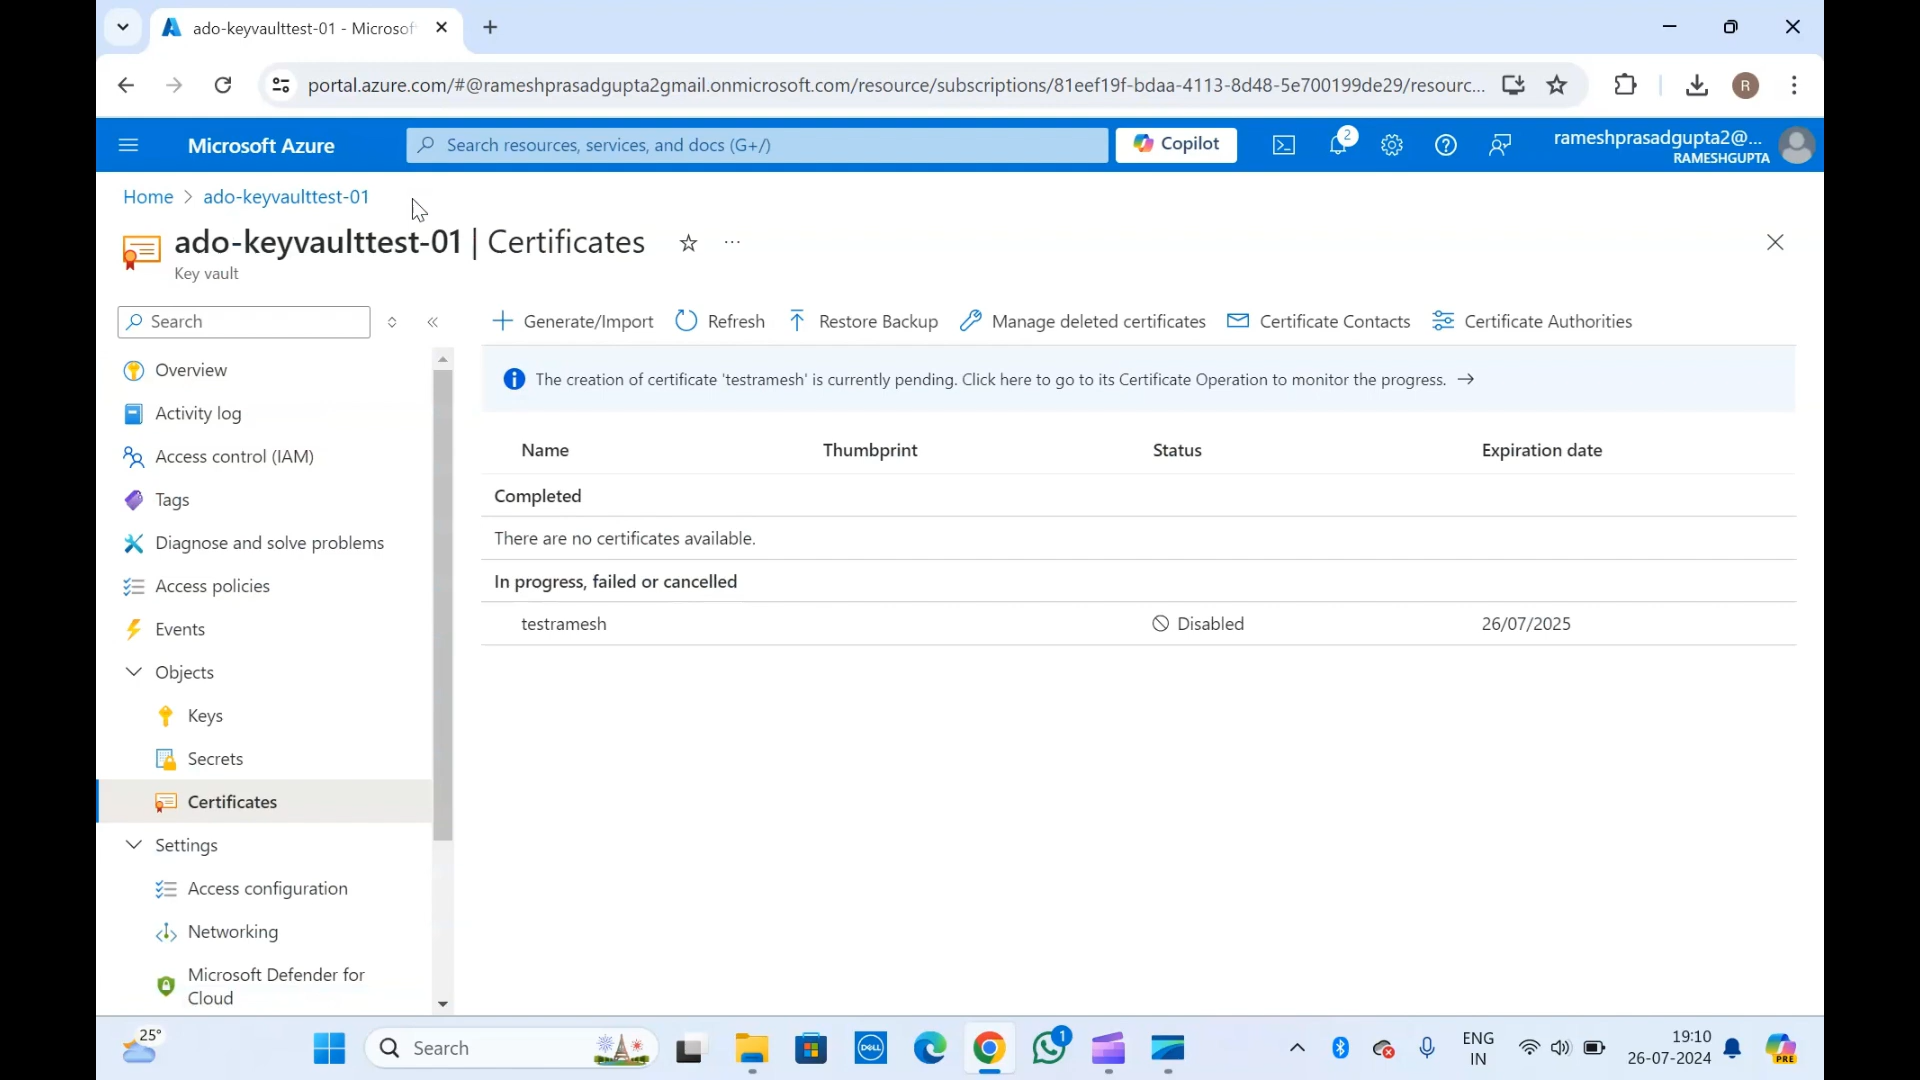 ado-keyvaulttest-01 - Microsof
portal.azure.com/#@rameshprasadgupta2gmail.onmicrosoft.com/resource/subscriptions/81eef19f-bdaa-4113-8d48-5e700199de29/resourc...
R
Microsoft Azure
Search resources, services, and docs (G+/)
Copilot
2
rameshprasadgupta2@...
RAMESHGUPTA
Home > ado-keyvaulttest-01
ado-keyvaulttest-01 | Certificates
Key vault
Search
Generate/Import
Refresh
Restore Backup
Manage deleted certificates
Certificate Contacts
Certificate Authorities
Overview
Activity log
Access control (IAM)
Tags
Diagnose and solve problems
Access policies
Events
Objects
Keys
Secrets
Certificates
Settings
Access configuration
Networking
Microsoft Defender for
Cloud
The creation of certificate 'testramesh' is currently pending. Click here to go to its Certificate Operation to monitor the progress.
Name Thumbprint Status Expiration date
Completed
There are no certificates available.
In progress, failed or cancelled
testramesh Disabled 26/07/2025
25°
Search
DELL
1
ENG
IN
19:10
26-07-2024
PRE